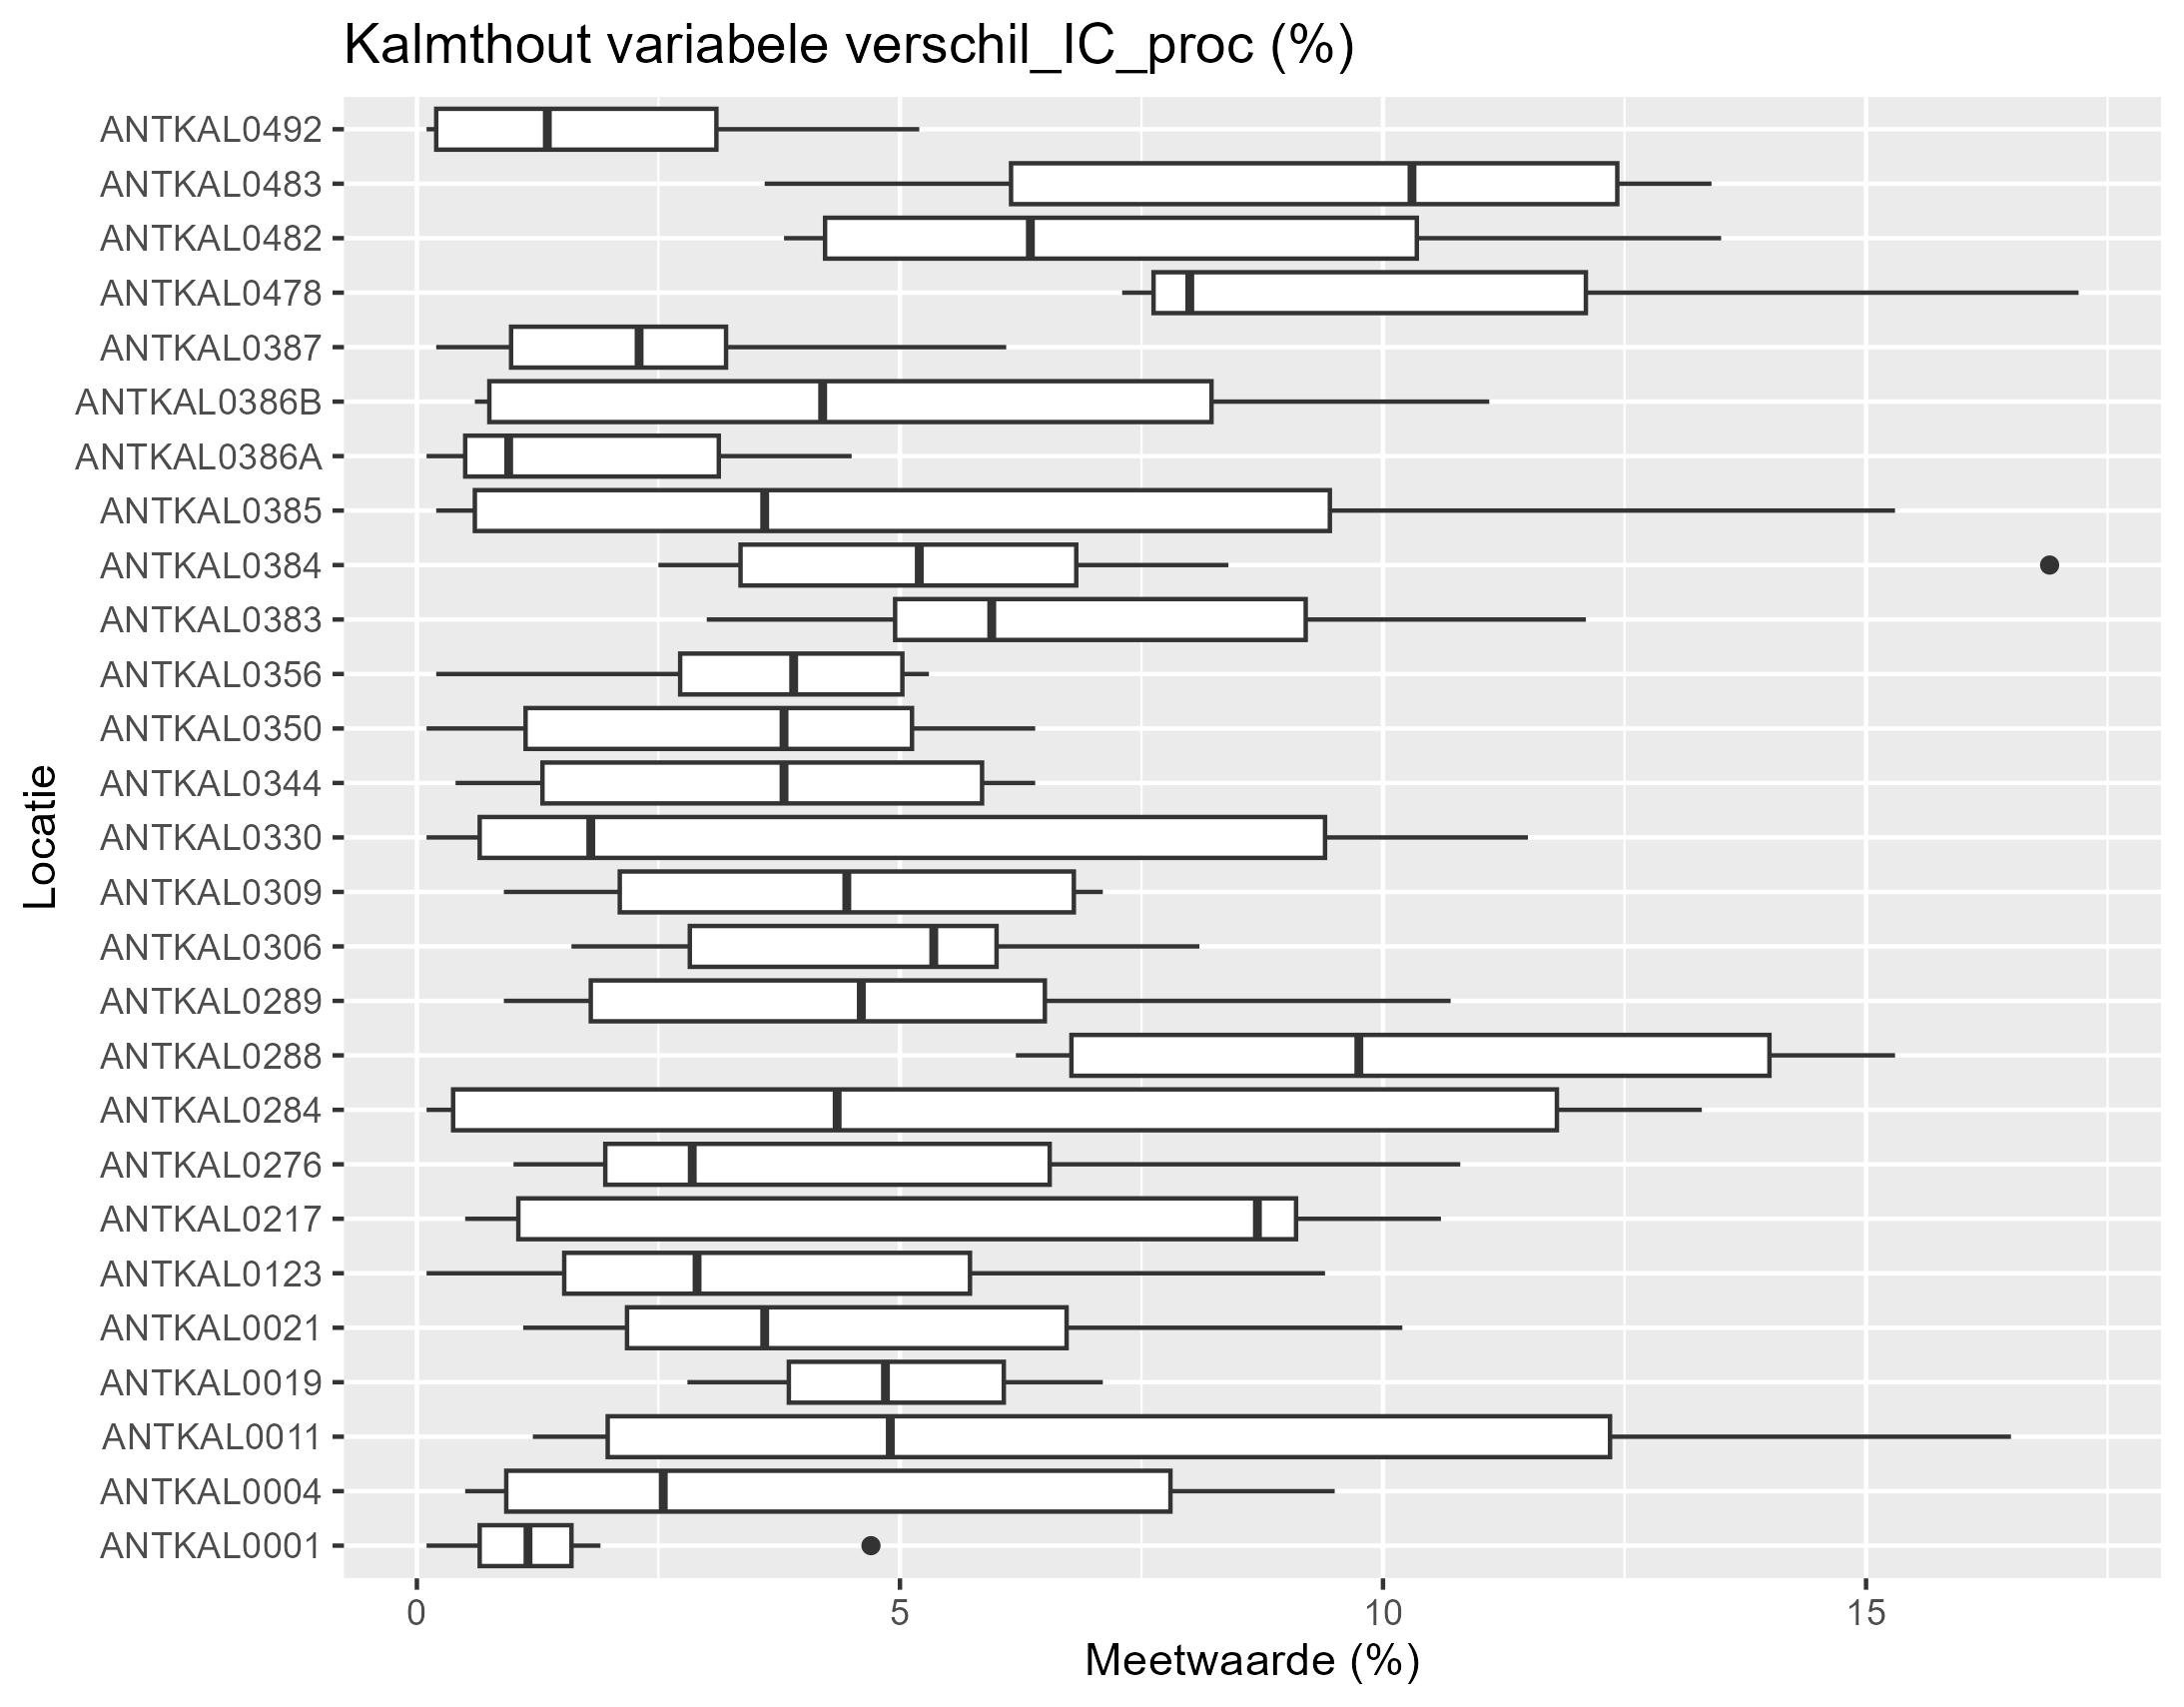 Kalmthout variabele verschil_IC_proc (%)
ANTKAL0492
ANTKAL0483
ANTKAL0482
ANTKAL0478
ANTKAL0387
ANTKAL0386B
ANTKAL0386A
ANTKAL0385
ANTKAL0384
ANTKAL0383
ANTKAL0356
ANTKAL0350
ANTKAL0344
ANTKAL0330
ANTKAL0309
ANTKAL0306
ANTKAL0289
ANTKAL0288
ANTKAL0284
ANTKAL0276
ANTKAL0217
ANTKAL0123
ANTKAL0021
ANTKAL0019
ANTKAL0011
ANTKAL0004
ANTKAL0001
Locatie
0 5 10 15
Meetwaarde (%)